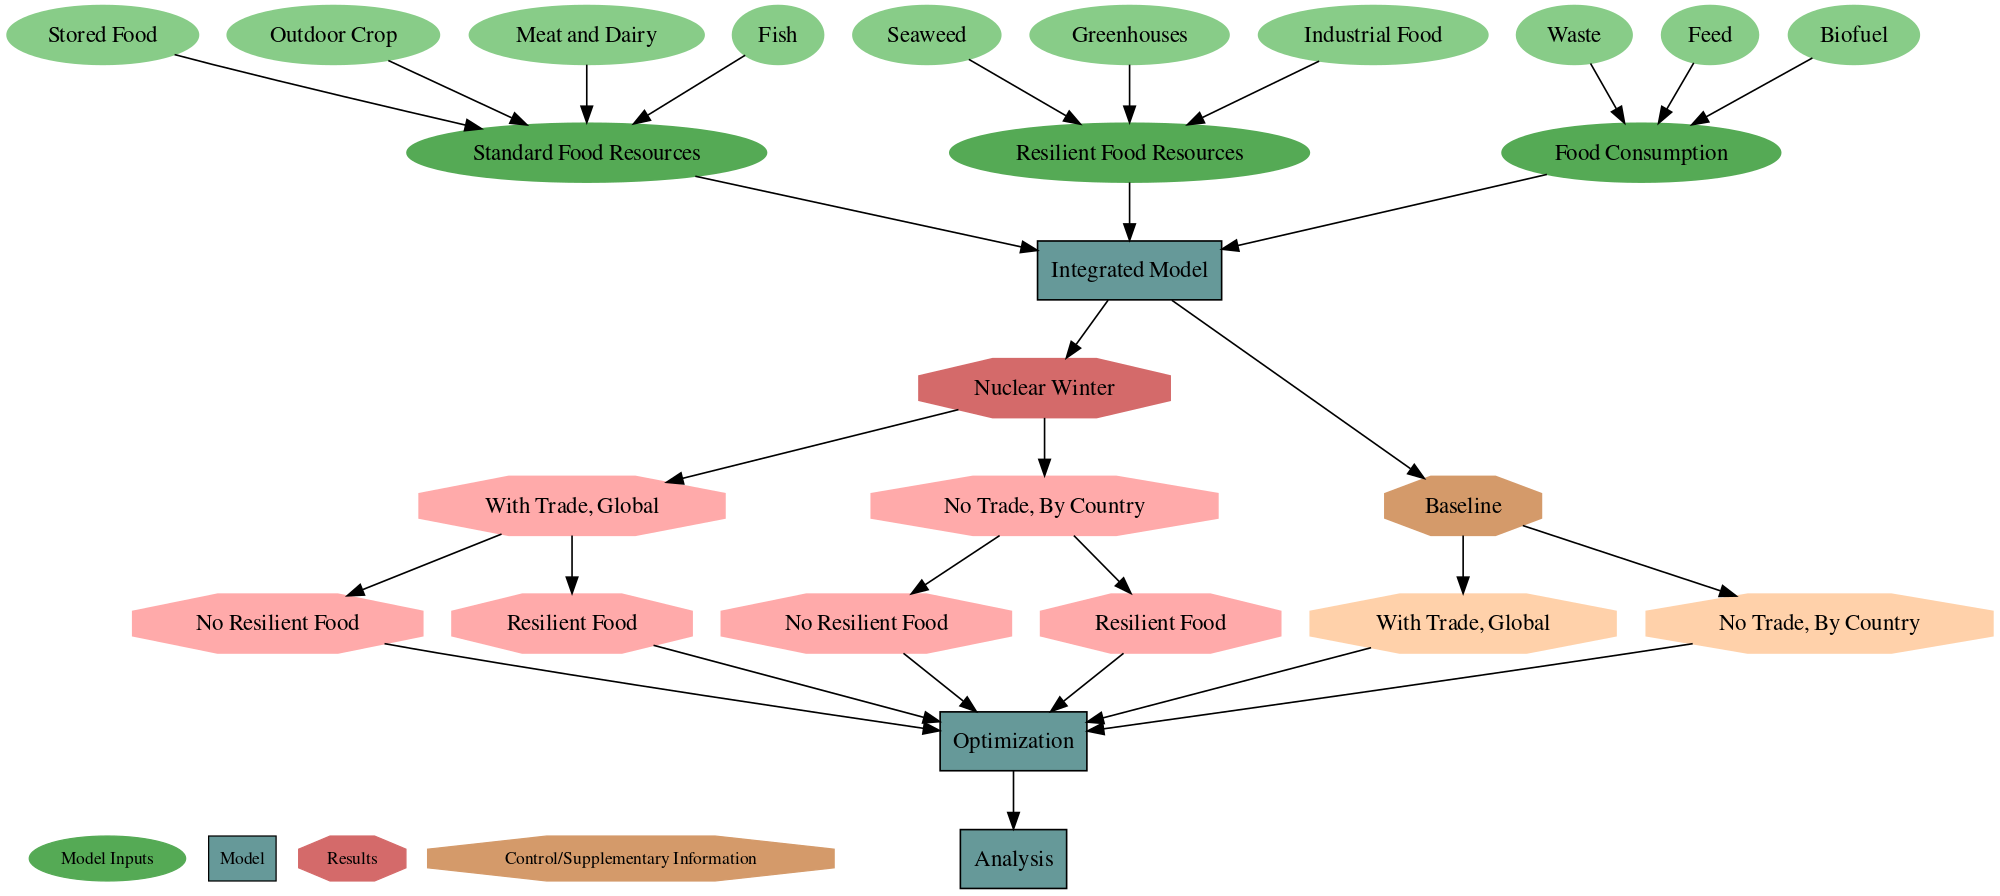 Stored Food
Outdoor Crop
Meat and Dairy
Fish
Seaweed
Greenhouses
Industrial Food
Waste
Feed
Biofuel
Standard Food Resources
Resilient Food Resources
Food Consumption
Integrated Model
Nuclear Winter
With Trade, Global
No Trade, By Country
Baseline
No Resilient Food
Resilient Food
No Resilient Food
Resilient Food
With Trade, Global
No Trade, By Country
Optimization
Model Inputs
Model
Results
Control/Supplementary Information
Analysis